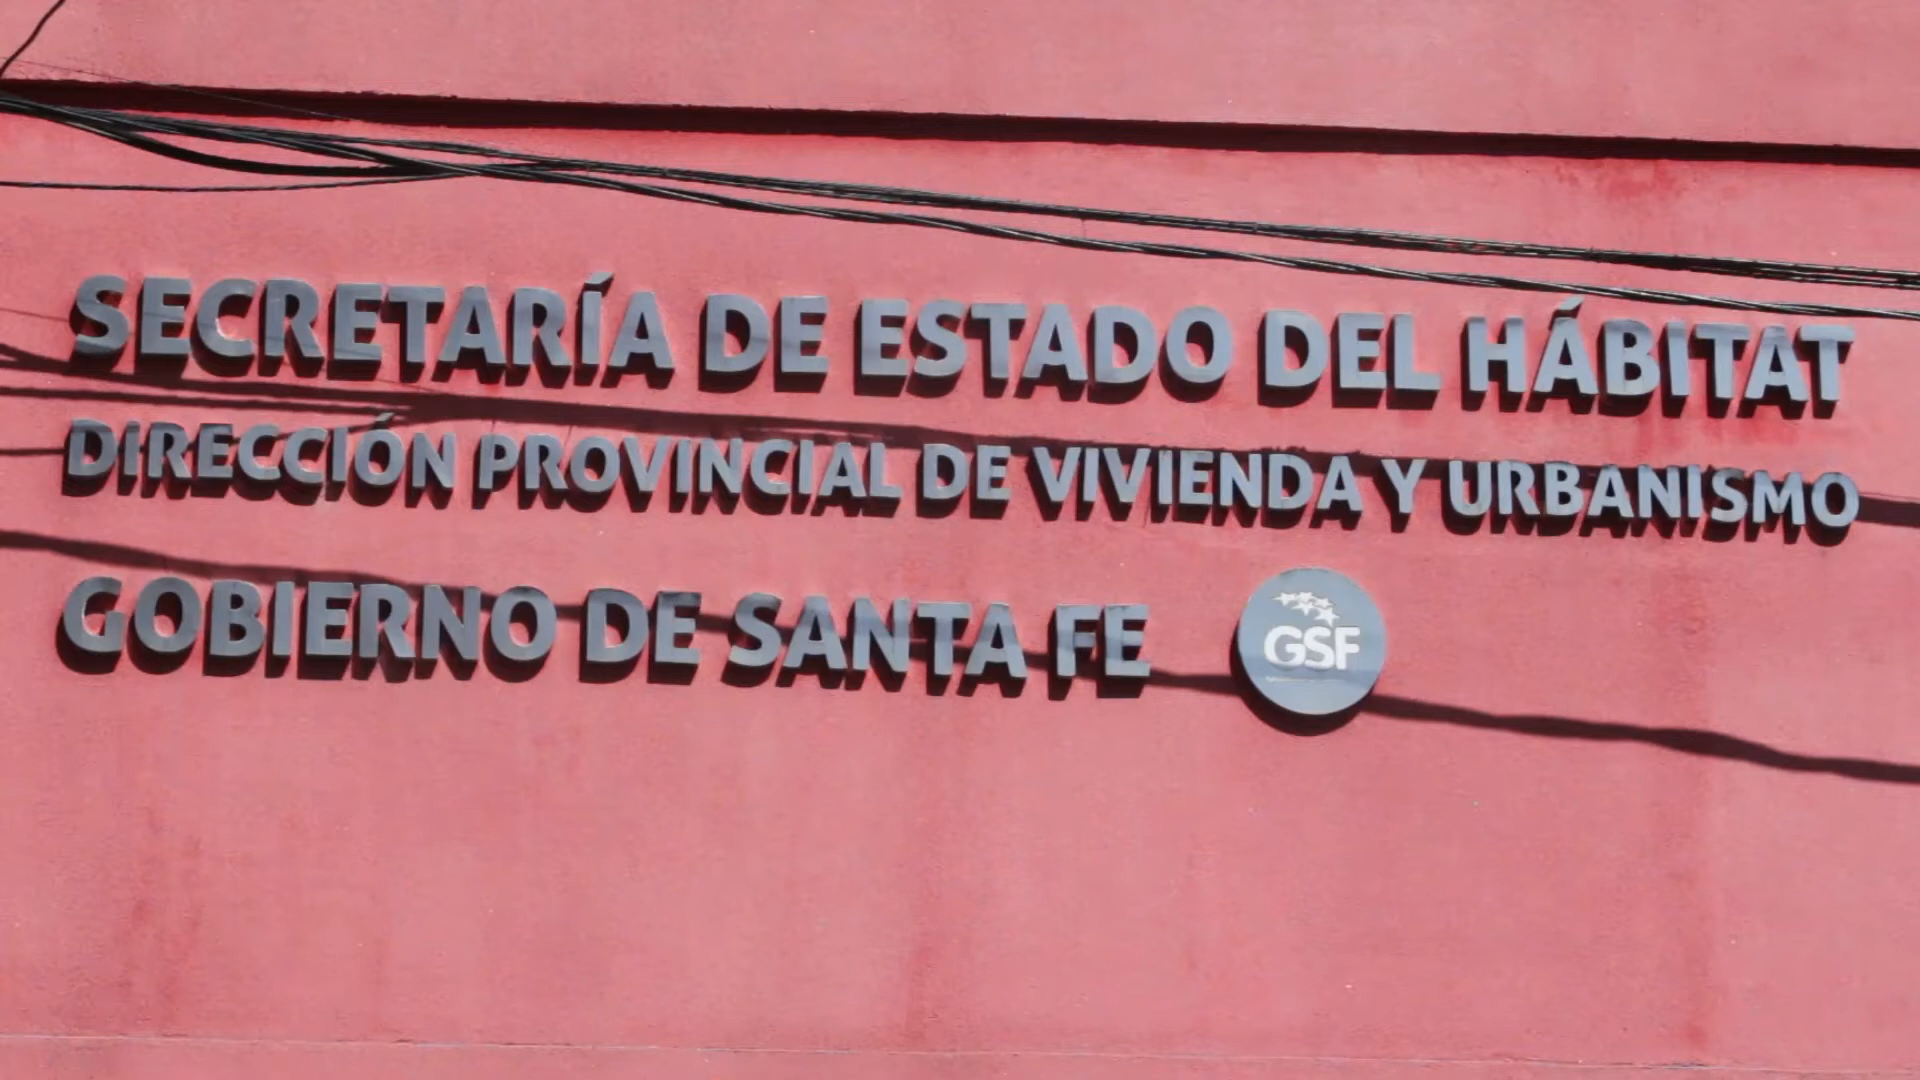 SECRETARÍA DE ESTADO DEL HÁBITAT
DIRECCIÓN PROVINCIAL DE VIVIENDA Y URBANISMO
GOBIERNO DE SANTA FE
GSF